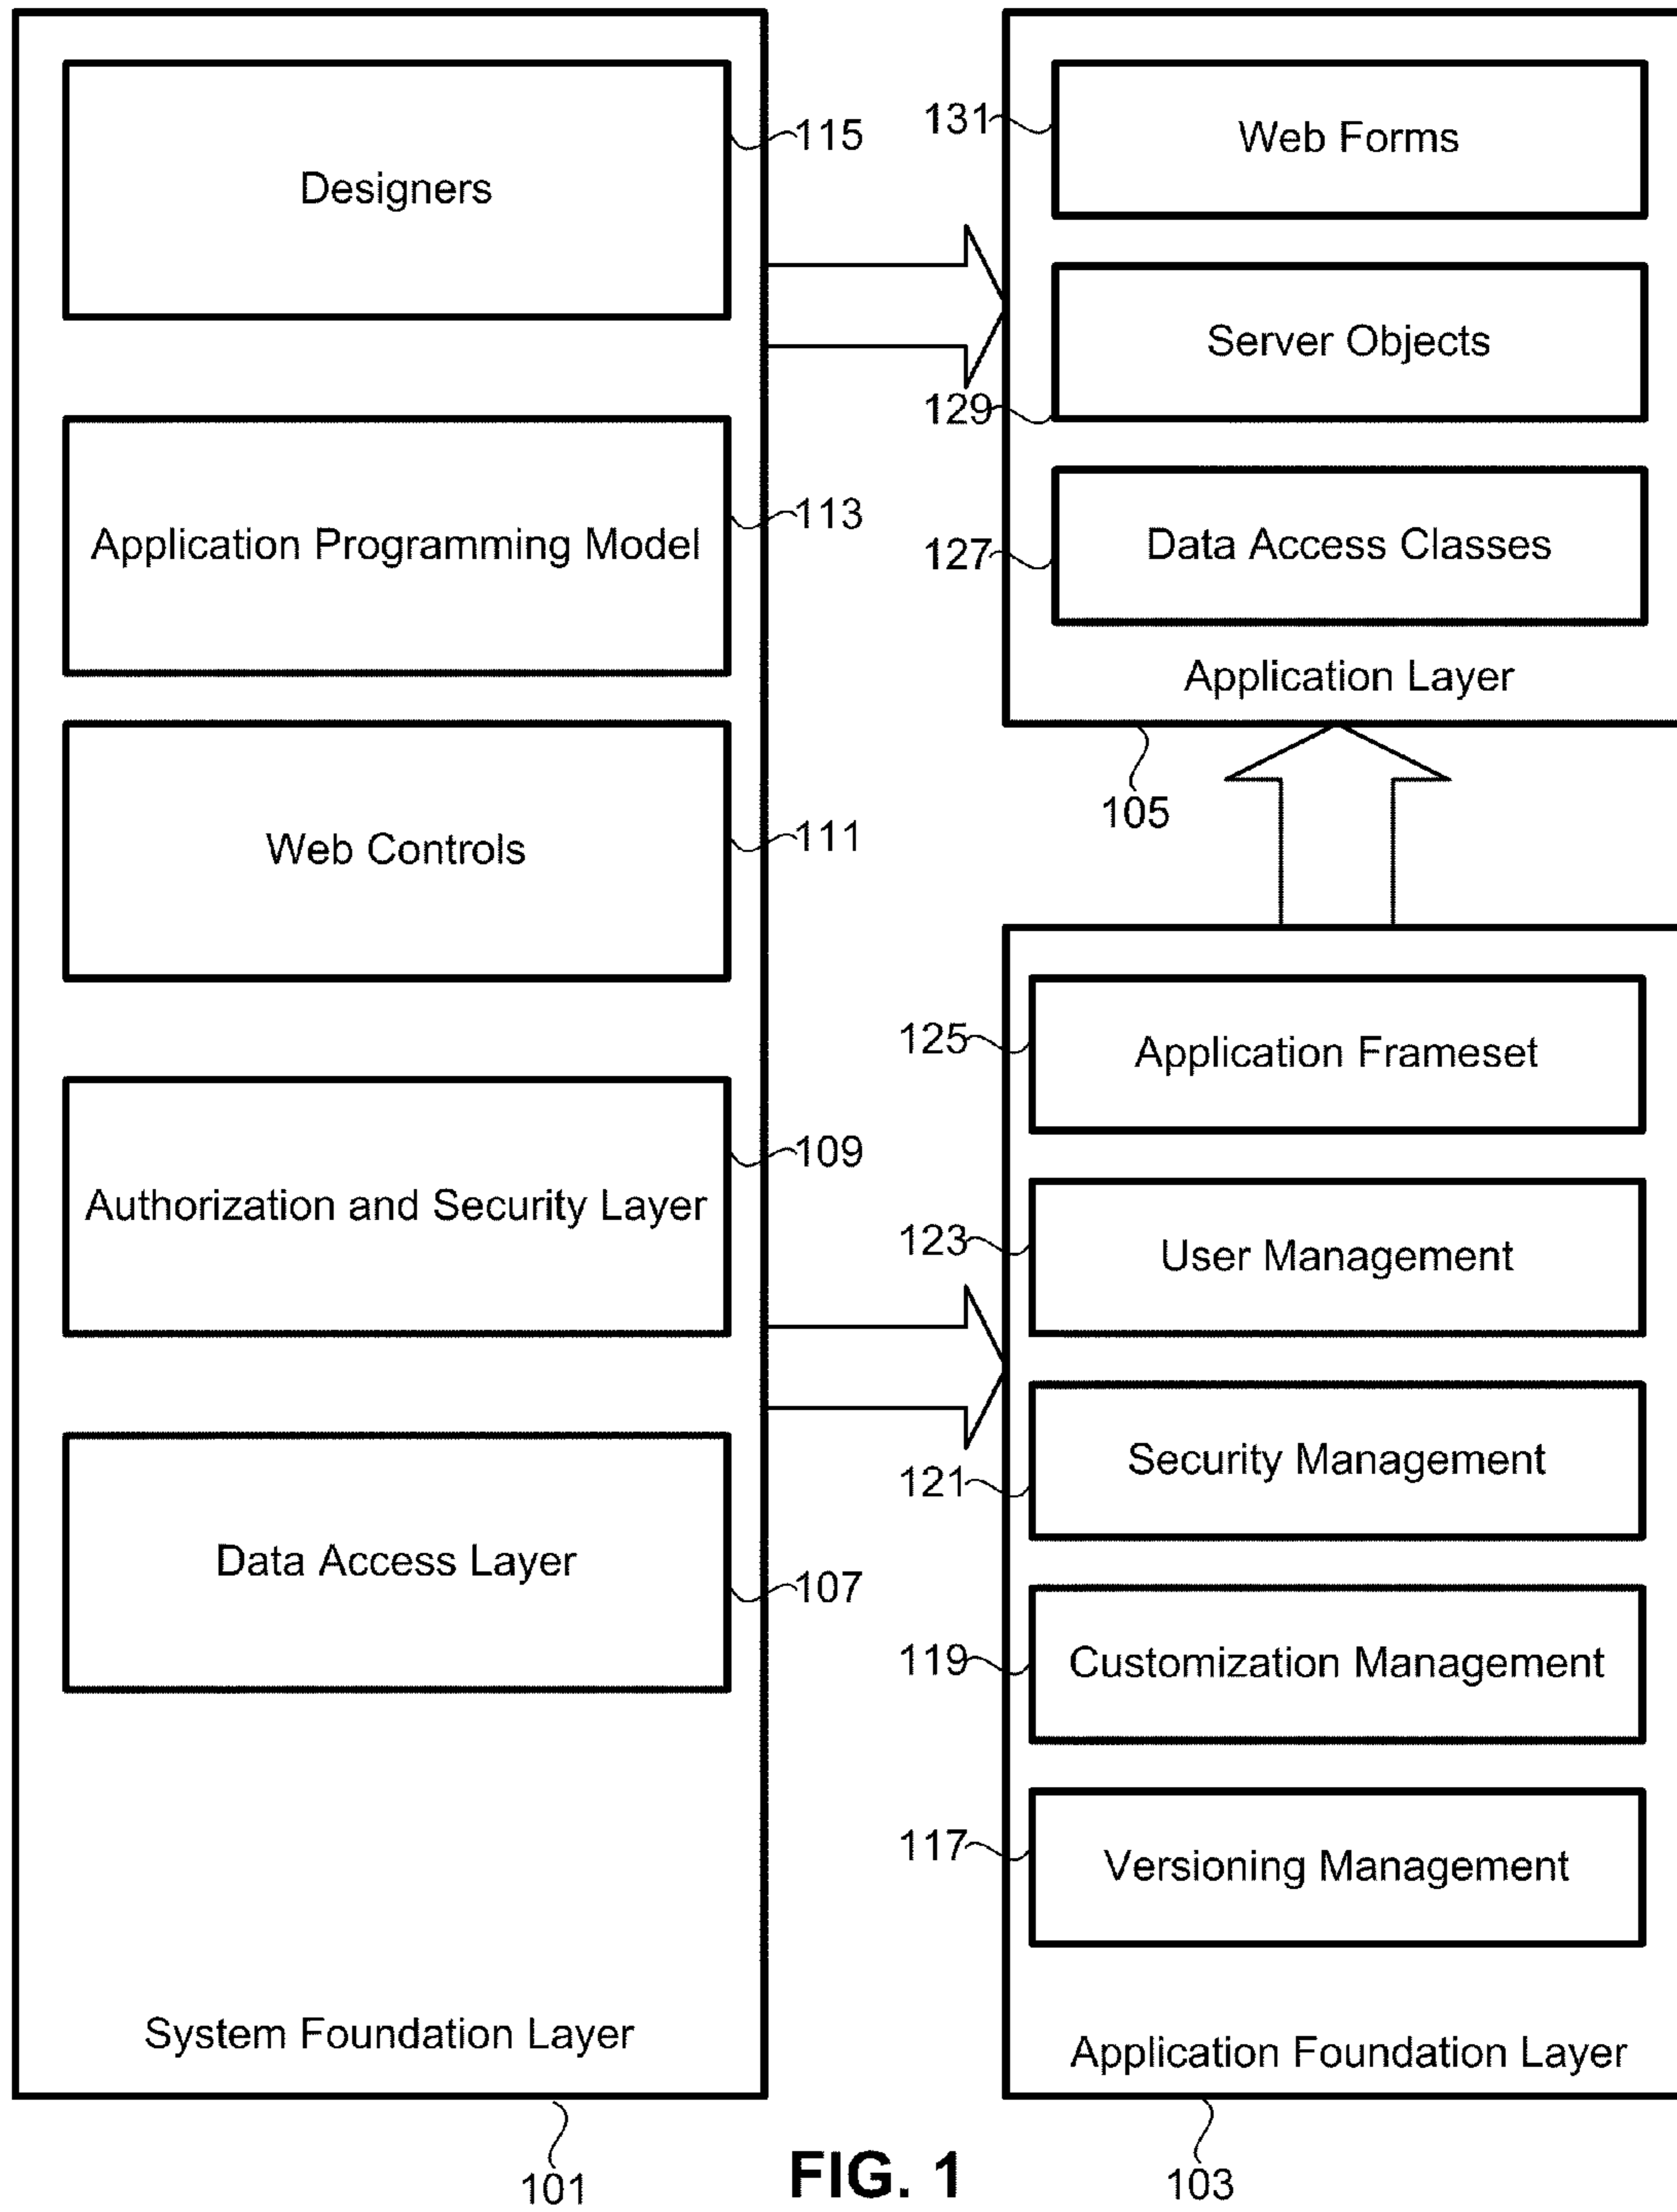 Designers
115
Application Programming Model
113
Web Controls
111
Authorization and Security Layer
109
Data Access Layer
107
System Foundation Layer
101
131
Web Forms
Server Objects
129
127
Data Access Classes
Application Layer
105
125
Application Frameset
123
User Management
Security Management
121
119
Customization Management
117
Versioning Management
Application Foundation Layer
103
FIG. 1